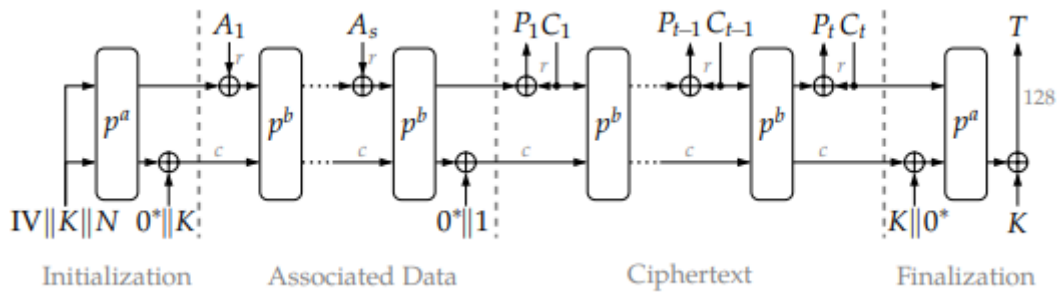 A₁ Aₛ P₁ C₁ Pₜ₋₁ Cₜ₋₁ Pₜ Cₜ T
r r r r r
pᵃ pᵇ pᵇ pᵇ pᵇ pᵃ 128
c c c c c
IV‖K‖N 0*‖K 0*‖1 K‖0* K
Initialization Associated Data Ciphertext Finalization